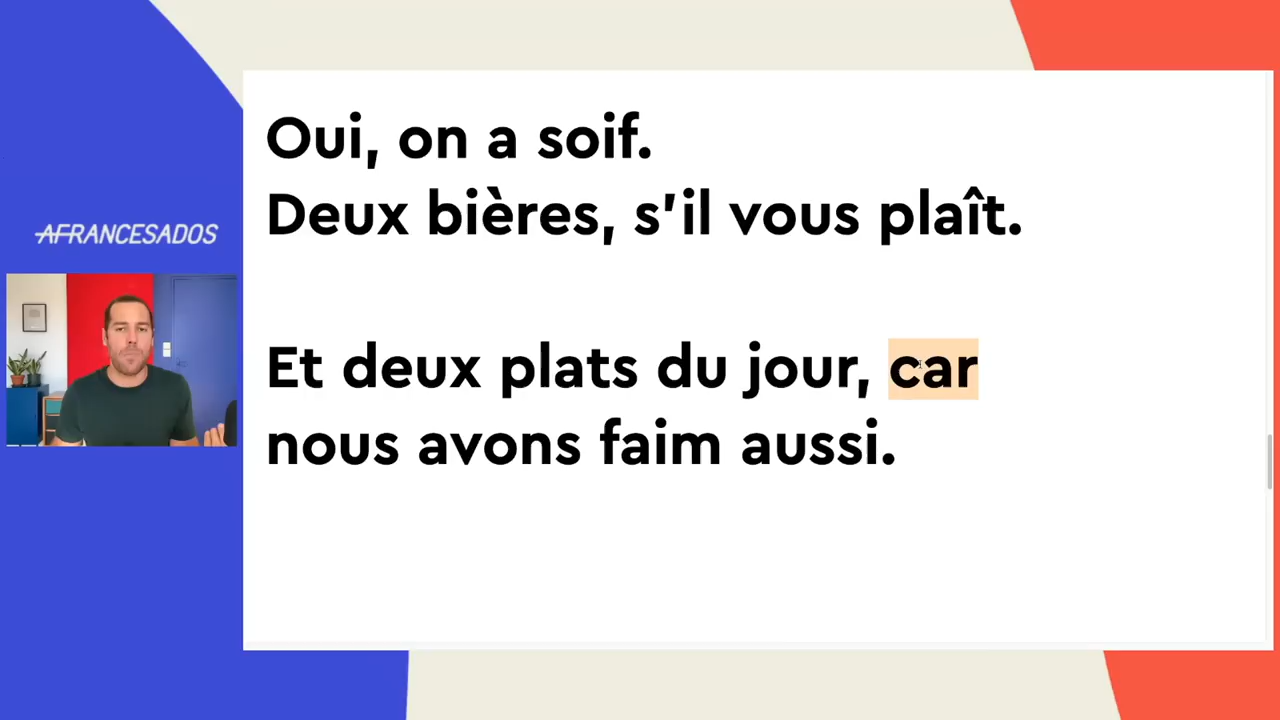 Oui, on a soif.
Deux bières, s'il vous plaît.
AFRANCESADOS
Et deux plats du jour, car
nous avons faim aussi.